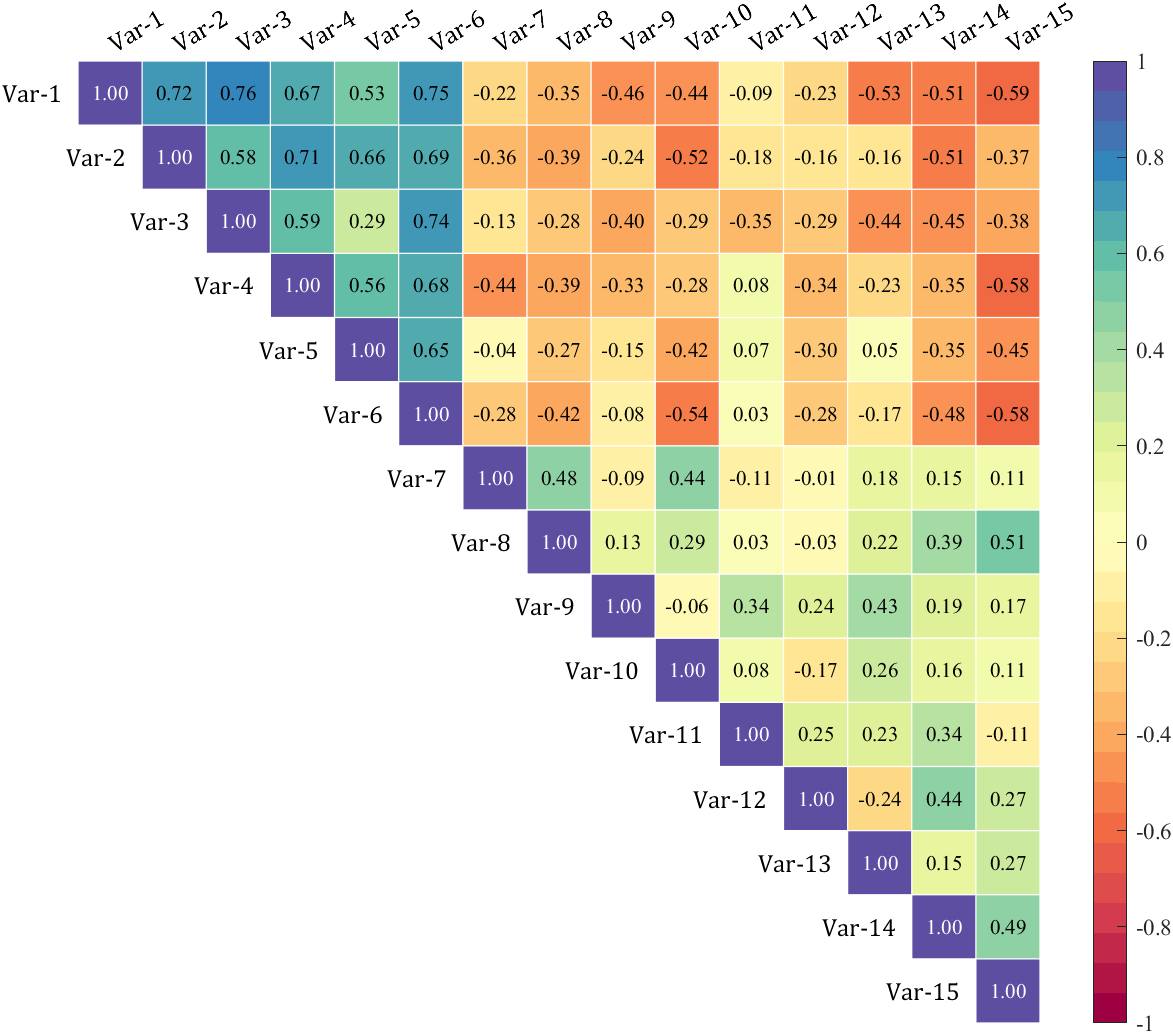 Var-1 Var-2 Var-3 Var-4 Var-5 Var-6 Var-7 Var-8 Var-9 Var-10 Var-11 Var-12 Var-13 Var-14 Var-15
Var-1 1.00 0.72 0.76 0.67 0.53 0.75 -0.22 -0.35 -0.46 -0.44 -0.09 -0.23 -0.53 -0.51 -0.59
Var-2 1.00 0.58 0.71 0.66 0.69 -0.36 -0.39 -0.24 -0.52 -0.18 -0.16 -0.16 -0.51 -0.37
Var-3 1.00 0.59 0.29 0.74 -0.13 -0.28 -0.40 -0.29 -0.35 -0.29 -0.44 -0.45 -0.38
Var-4 1.00 0.56 0.68 -0.44 -0.39 -0.33 -0.28 0.08 -0.34 -0.23 -0.35 -0.58
Var-5 1.00 0.65 -0.04 -0.27 -0.15 -0.42 0.07 -0.30 0.05 -0.35 -0.45
Var-6 1.00 -0.28 -0.42 -0.08 -0.54 0.03 -0.28 -0.17 -0.48 -0.58
Var-7 1.00 0.48 -0.09 0.44 -0.11 -0.01 0.18 0.15 0.11
Var-8 1.00 0.13 0.29 0.03 -0.03 0.22 0.39 0.51
Var-9 1.00 -0.06 0.34 0.24 0.43 0.19 0.17
Var-10 1.00 0.08 -0.17 0.26 0.16 0.11
Var-11 1.00 0.25 0.23 0.34 -0.11
Var-12 1.00 -0.24 0.44 0.27
Var-13 1.00 0.15 0.27
Var-14 1.00 0.49
Var-15 1.00
1
0.8
0.6
0.4
0.2
0
-0.2
-0.4
-0.6
-0.8
-1